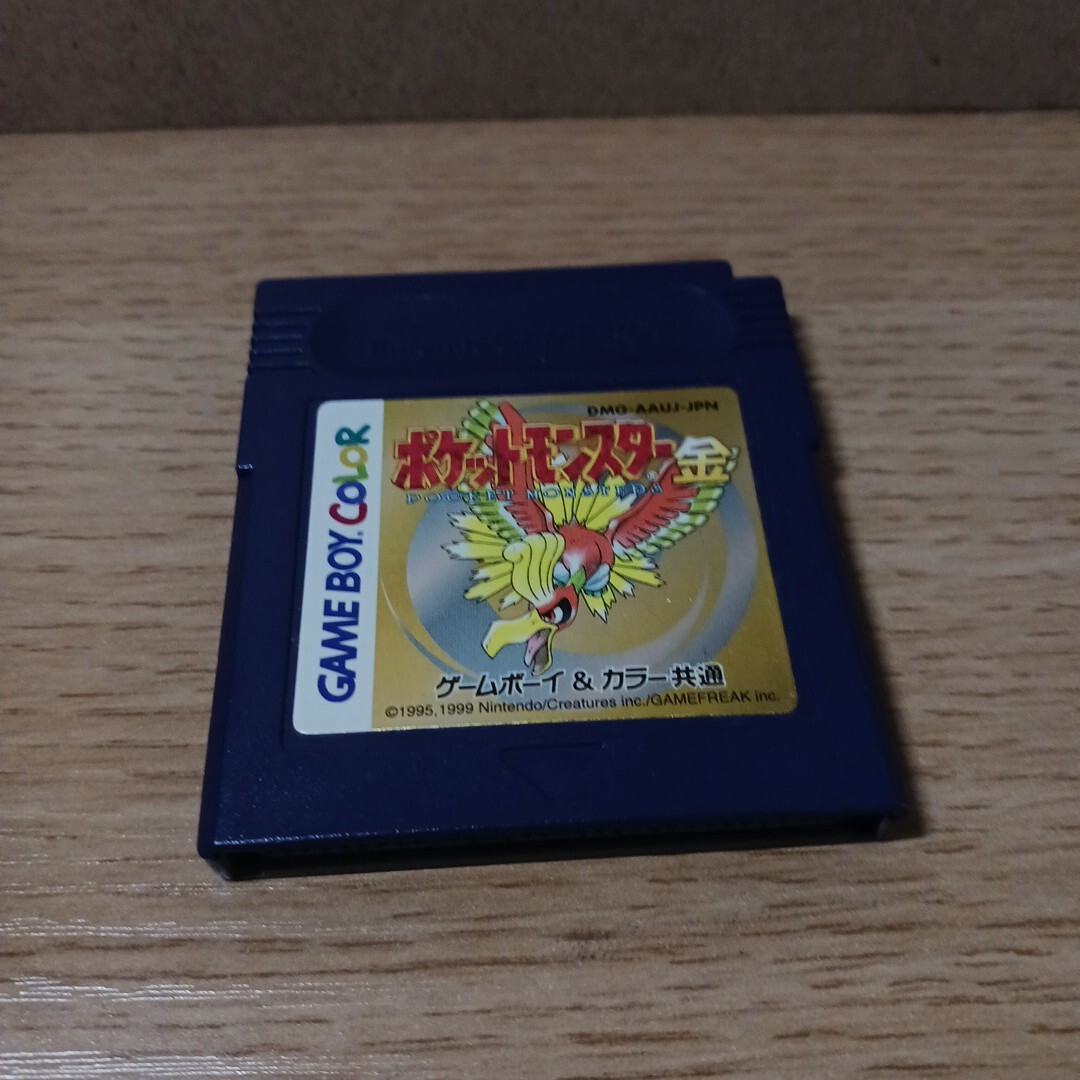 DMG-AAUJ-JPN
ポケットモンスター金
POCKET MONSTERS
GAME BOY COLOR
ゲームボーイ & カラー共通
©1995,1999 Nintendo/Creatures inc./GAMEFREAK inc.